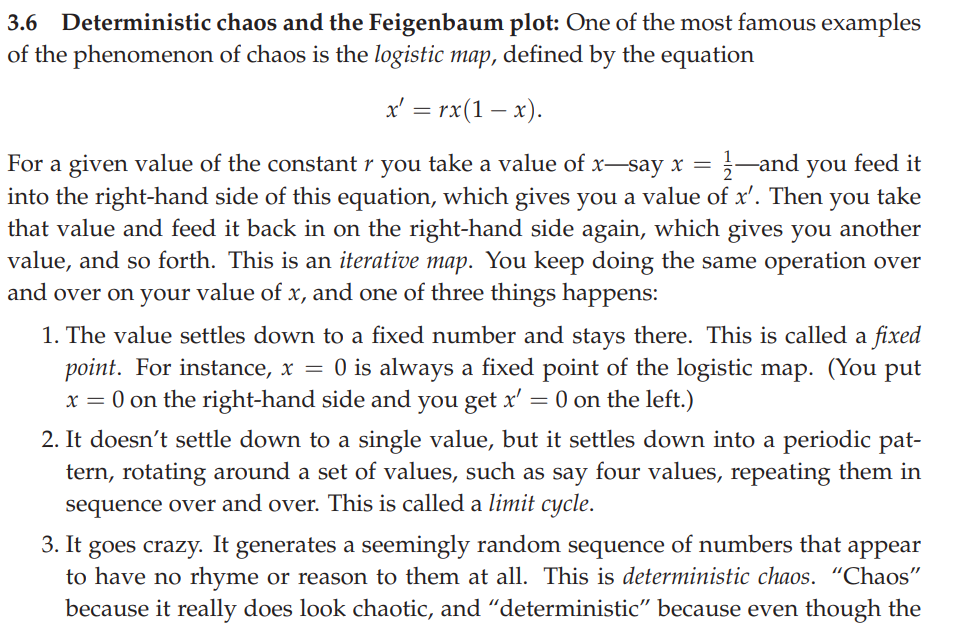 3.6 Deterministic chaos and the Feigenbaum plot: One of the most famous examples
of the phenomenon of chaos is the logistic map, defined by the equation
x′ = rx(1 − x).
For a given value of the constant r you take a value of x—say x = 1/2—and you feed it
into the right-hand side of this equation, which gives you a value of x′. Then you take
that value and feed it back in on the right-hand side again, which gives you another
value, and so forth. This is an iterative map. You keep doing the same operation over
and over on your value of x, and one of three things happens:
1. The value settles down to a fixed number and stays there. This is called a fixed
point. For instance, x = 0 is always a fixed point of the logistic map. (You put
x = 0 on the right-hand side and you get x′ = 0 on the left.)
2. It doesn’t settle down to a single value, but it settles down into a periodic pat-
tern, rotating around a set of values, such as say four values, repeating them in
sequence over and over. This is called a limit cycle.
3. It goes crazy. It generates a seemingly random sequence of numbers that appear
to have no rhyme or reason to them at all. This is deterministic chaos. “Chaos”
because it really does look chaotic, and “deterministic” because even though the